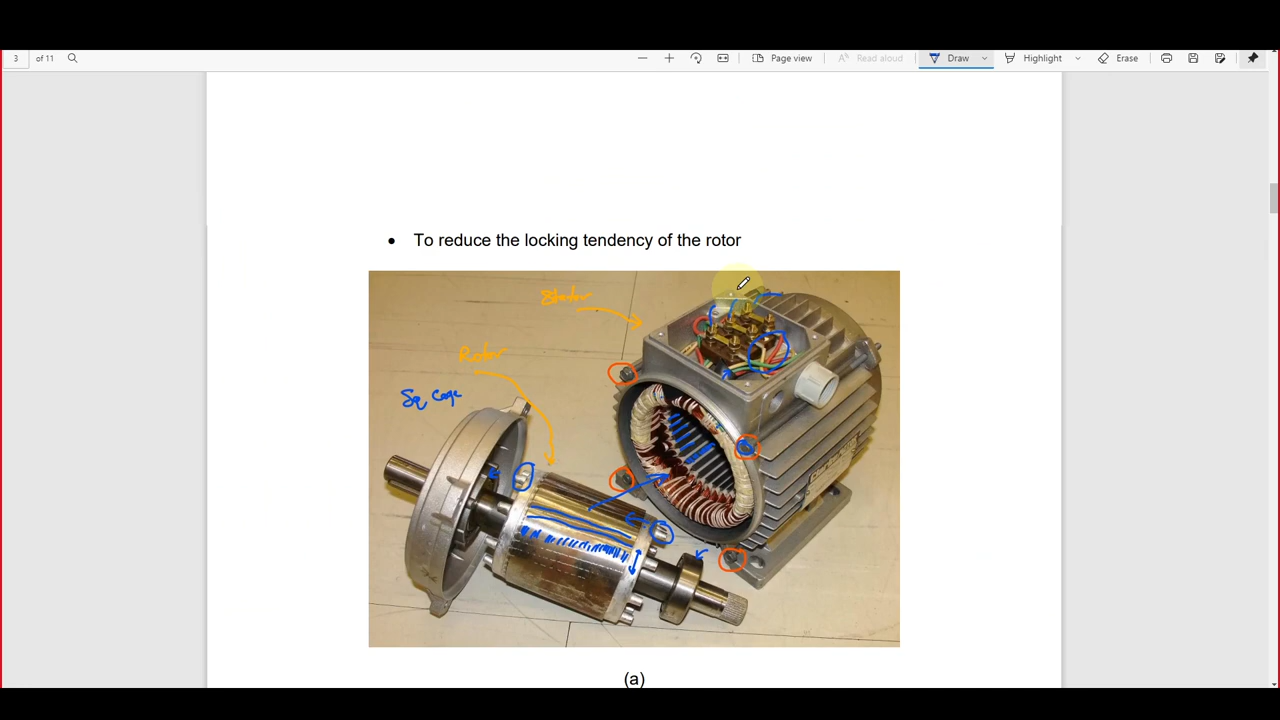 3 of 11 Page view Read aloud Draw Highlight Erase
• To reduce the locking tendency of the rotor
Stator
Rotor
Sq Cage
(a)